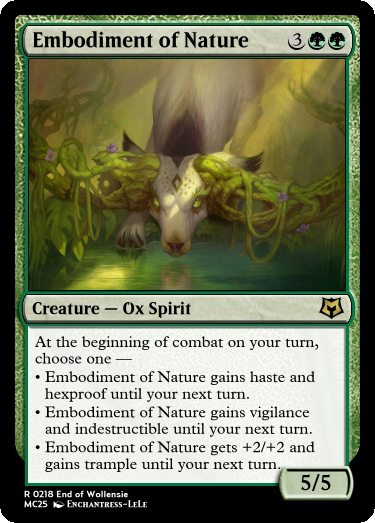 Embodiment of Nature 3
Creature — Ox Spirit
At the beginning of combat on your turn,
choose one —
• Embodiment of Nature gains haste and
hexproof until your next turn.
• Embodiment of Nature gains vigilance
and indestructible until your next turn.
• Embodiment of Nature gets +2/+2 and
gains trample until your next turn.
5/5
R 0218 End of Wollensie
MC25 Enchantress-LeLe